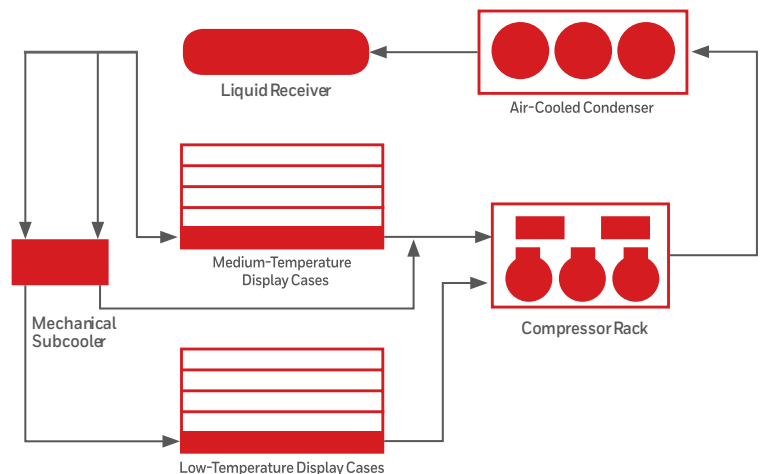 Liquid Receiver
Air-Cooled Condenser
Medium-Temperature
Display Cases
Mechanical
Subcooler
Compressor Rack
Low-Temperature Display Cases